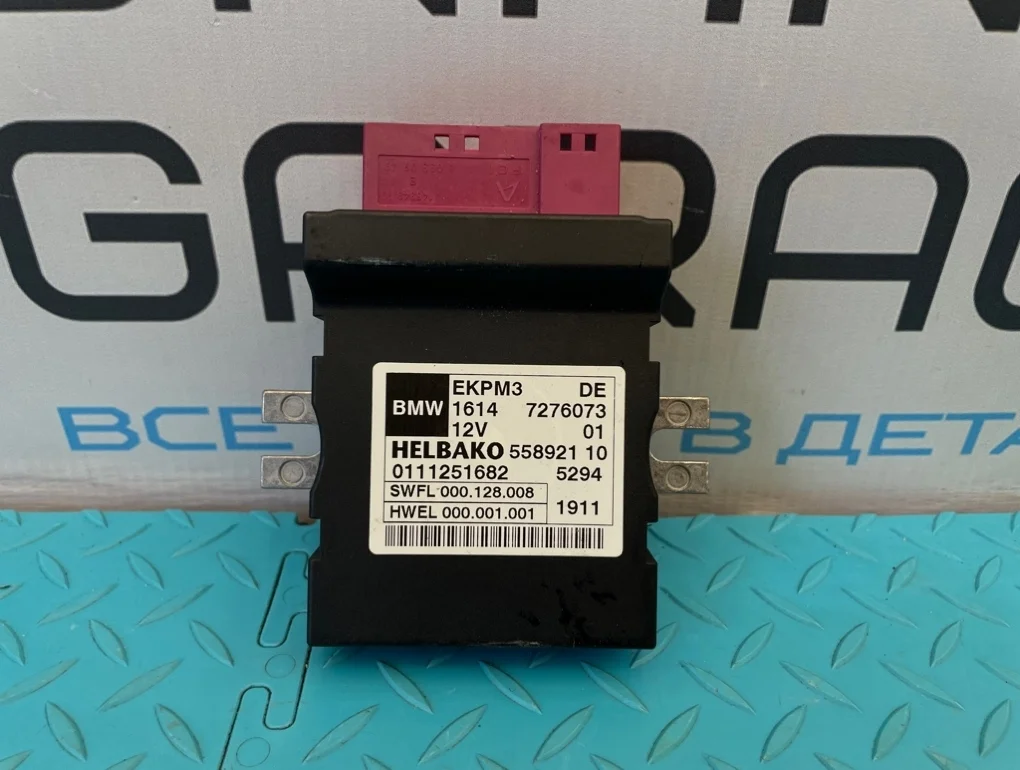 GARAG
ВСЕ
В ДЕТА
A
EKPM3 DE
BMW 1614 7276073
12V 01
HELBAKO 558921 10
0111251682 5294
SWFL 000.128.008
HWEL 000.001.001 1911